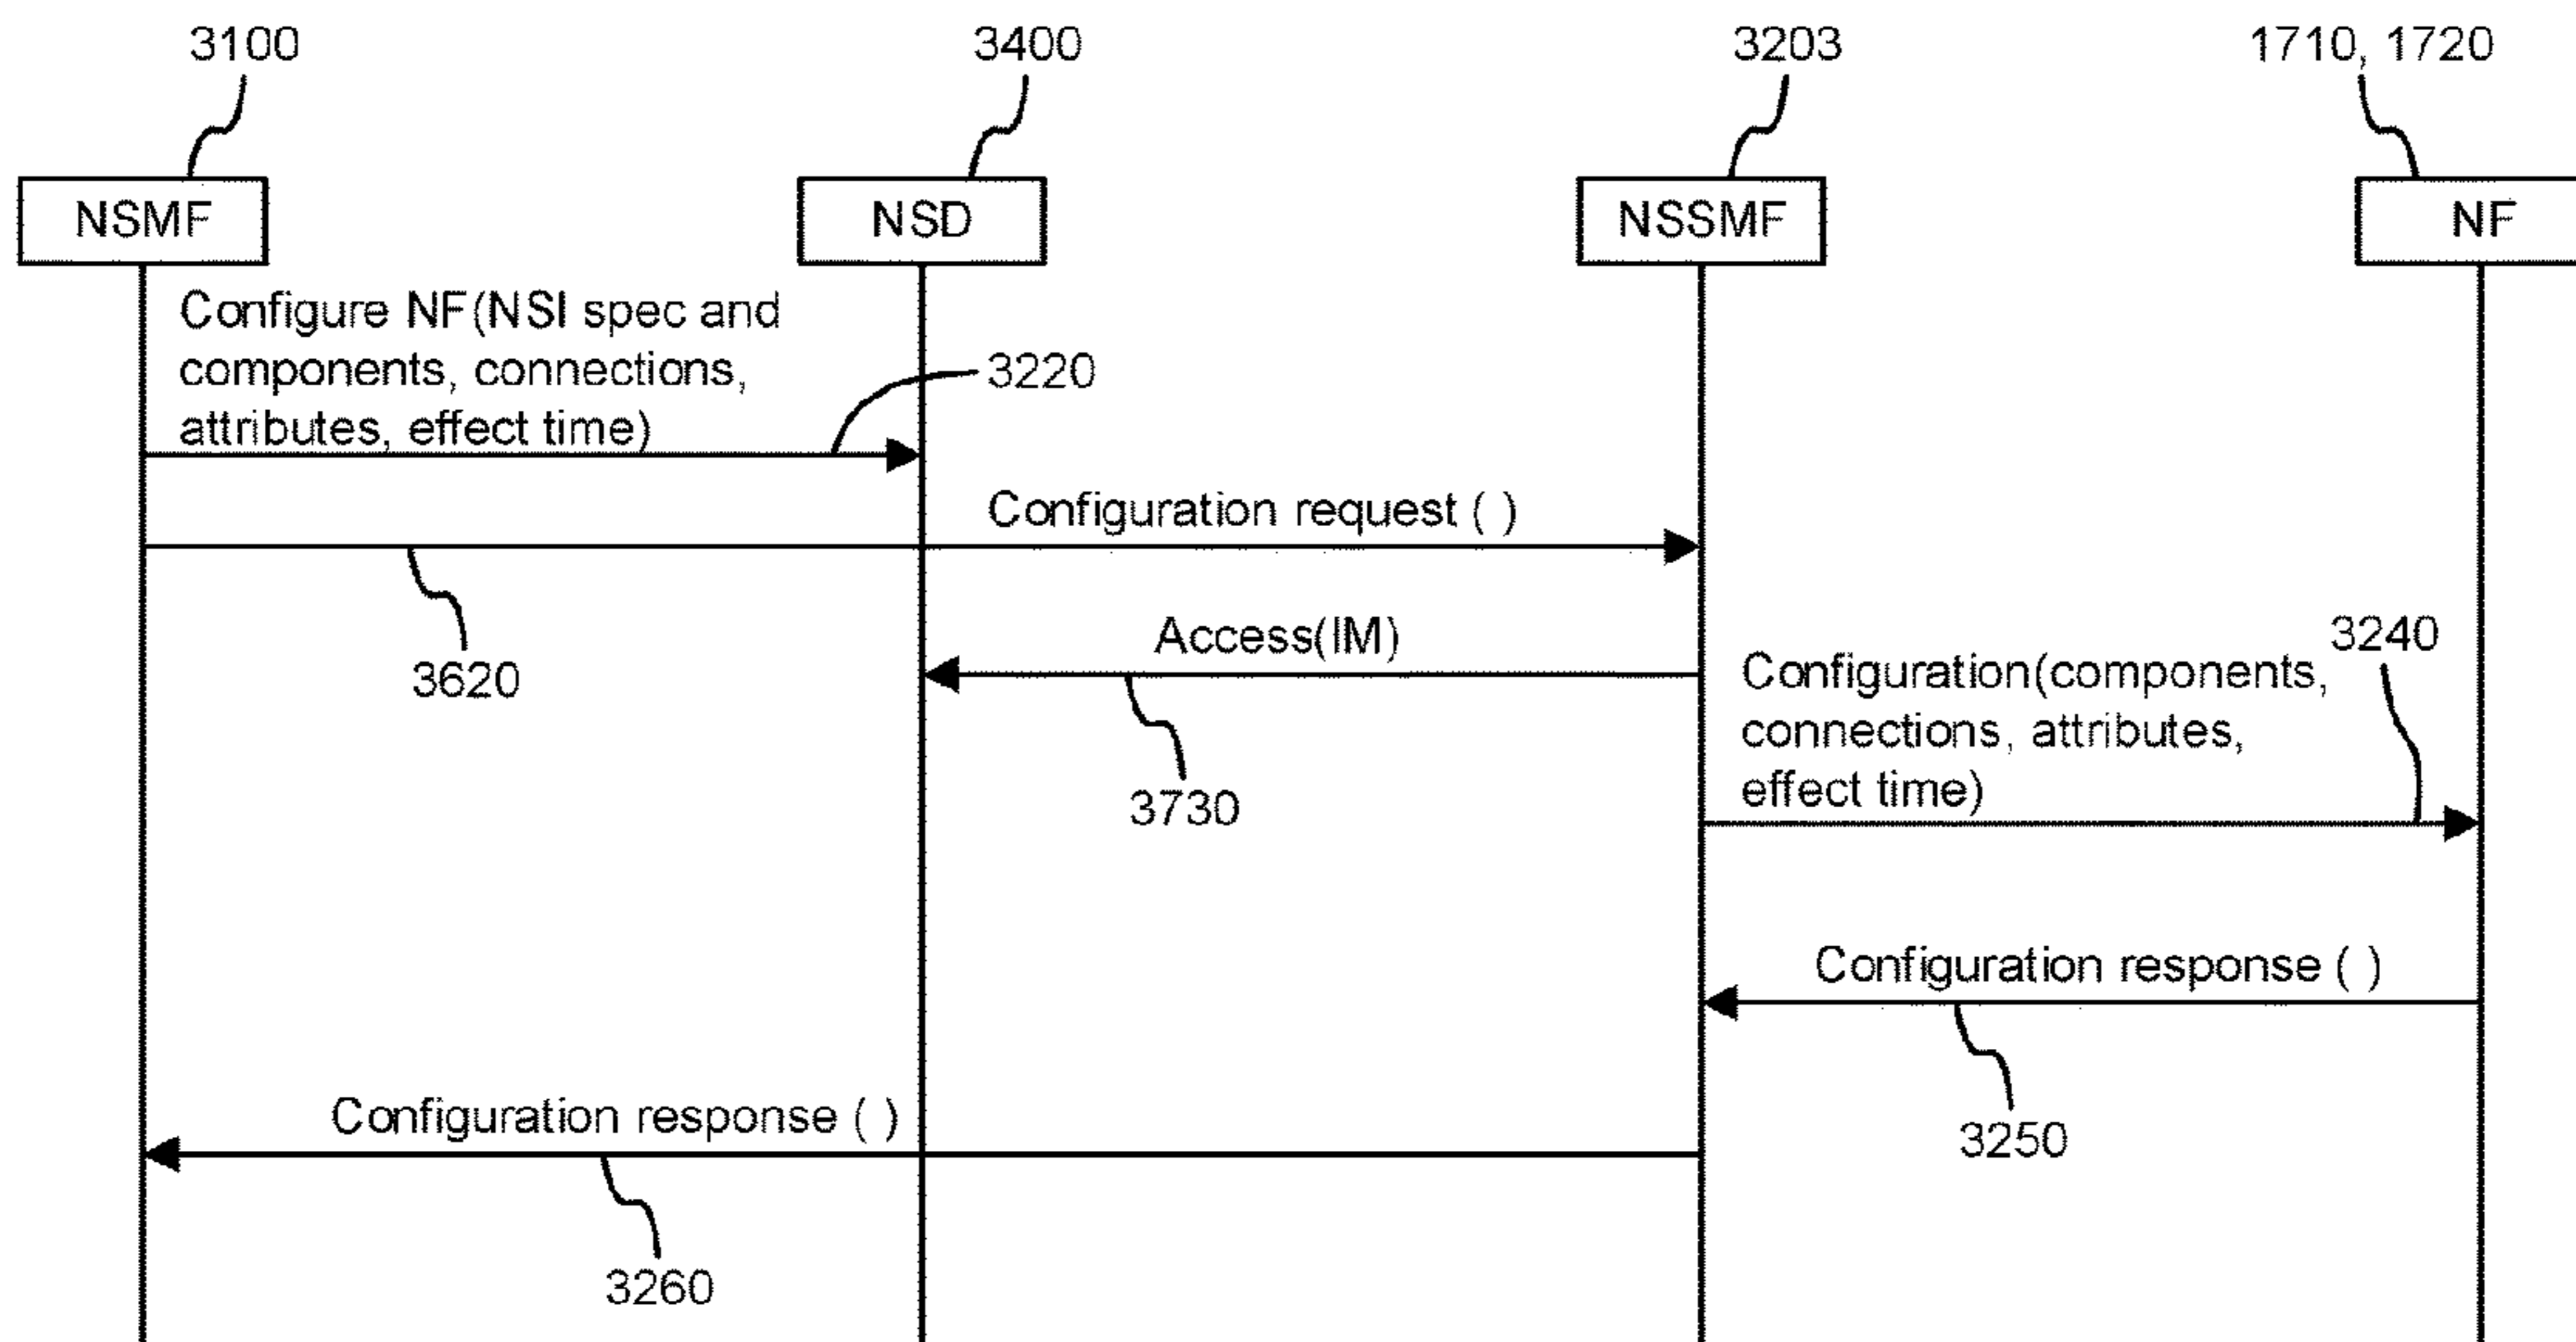 3100
3400
3203
1710, 1720
NSMF
NSD
NSSMF
NF
Configure NF(NSI spec and
components, connections,
attributes, effect time)
3220
Configuration request ( )
3620
Access(IM)
3730
3240
Configuration(components,
connections, attributes,
effect time)
Configuration response ( )
3250
Configuration response ( )
3260